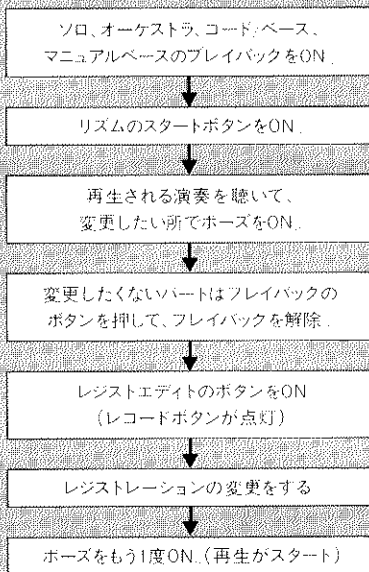 ソロ、オーケストラ、コード/ベース、
マニュアルベースのプレイバックをON.
リズムのスタートボタンをON.
再生される演奏を聴いて、
変更したい所でポーズをON.
変更したくないパートはプレイバックの
ボタンを押して、プレイバックを解除.
レジストエディトのボタンをON
(レコードボタンが点灯)
レジストレーションの変更をする
ポーズをもう1度ON.(再生がスタート)